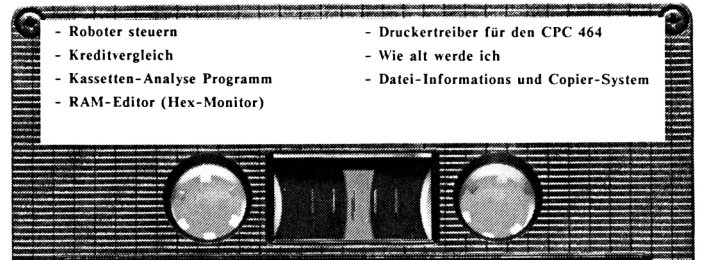 - Roboter steuern
- Kreditvergleich
- Kassetten-Analyse Programm
- RAM-Editor (Hex-Monitor)
- Druckertreiber für den CPC 464
- Wie alt werde ich
- Datei-Informations und Copier-System